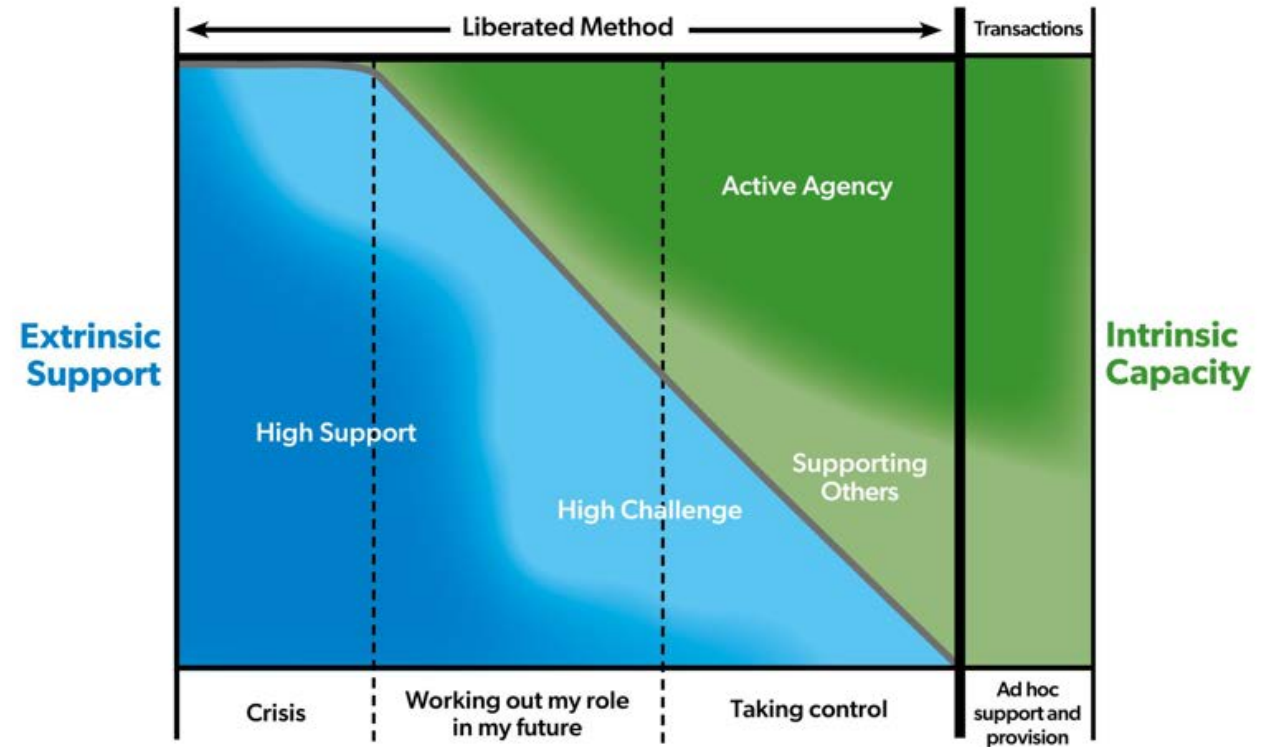 Liberated Method
Transactions
Active Agency
Extrinsic
Support
Intrinsic
Capacity
High Support
Supporting
Others
High Challenge
Crisis
Working out my role
in my future
Taking control
Ad hoc
support and
provision